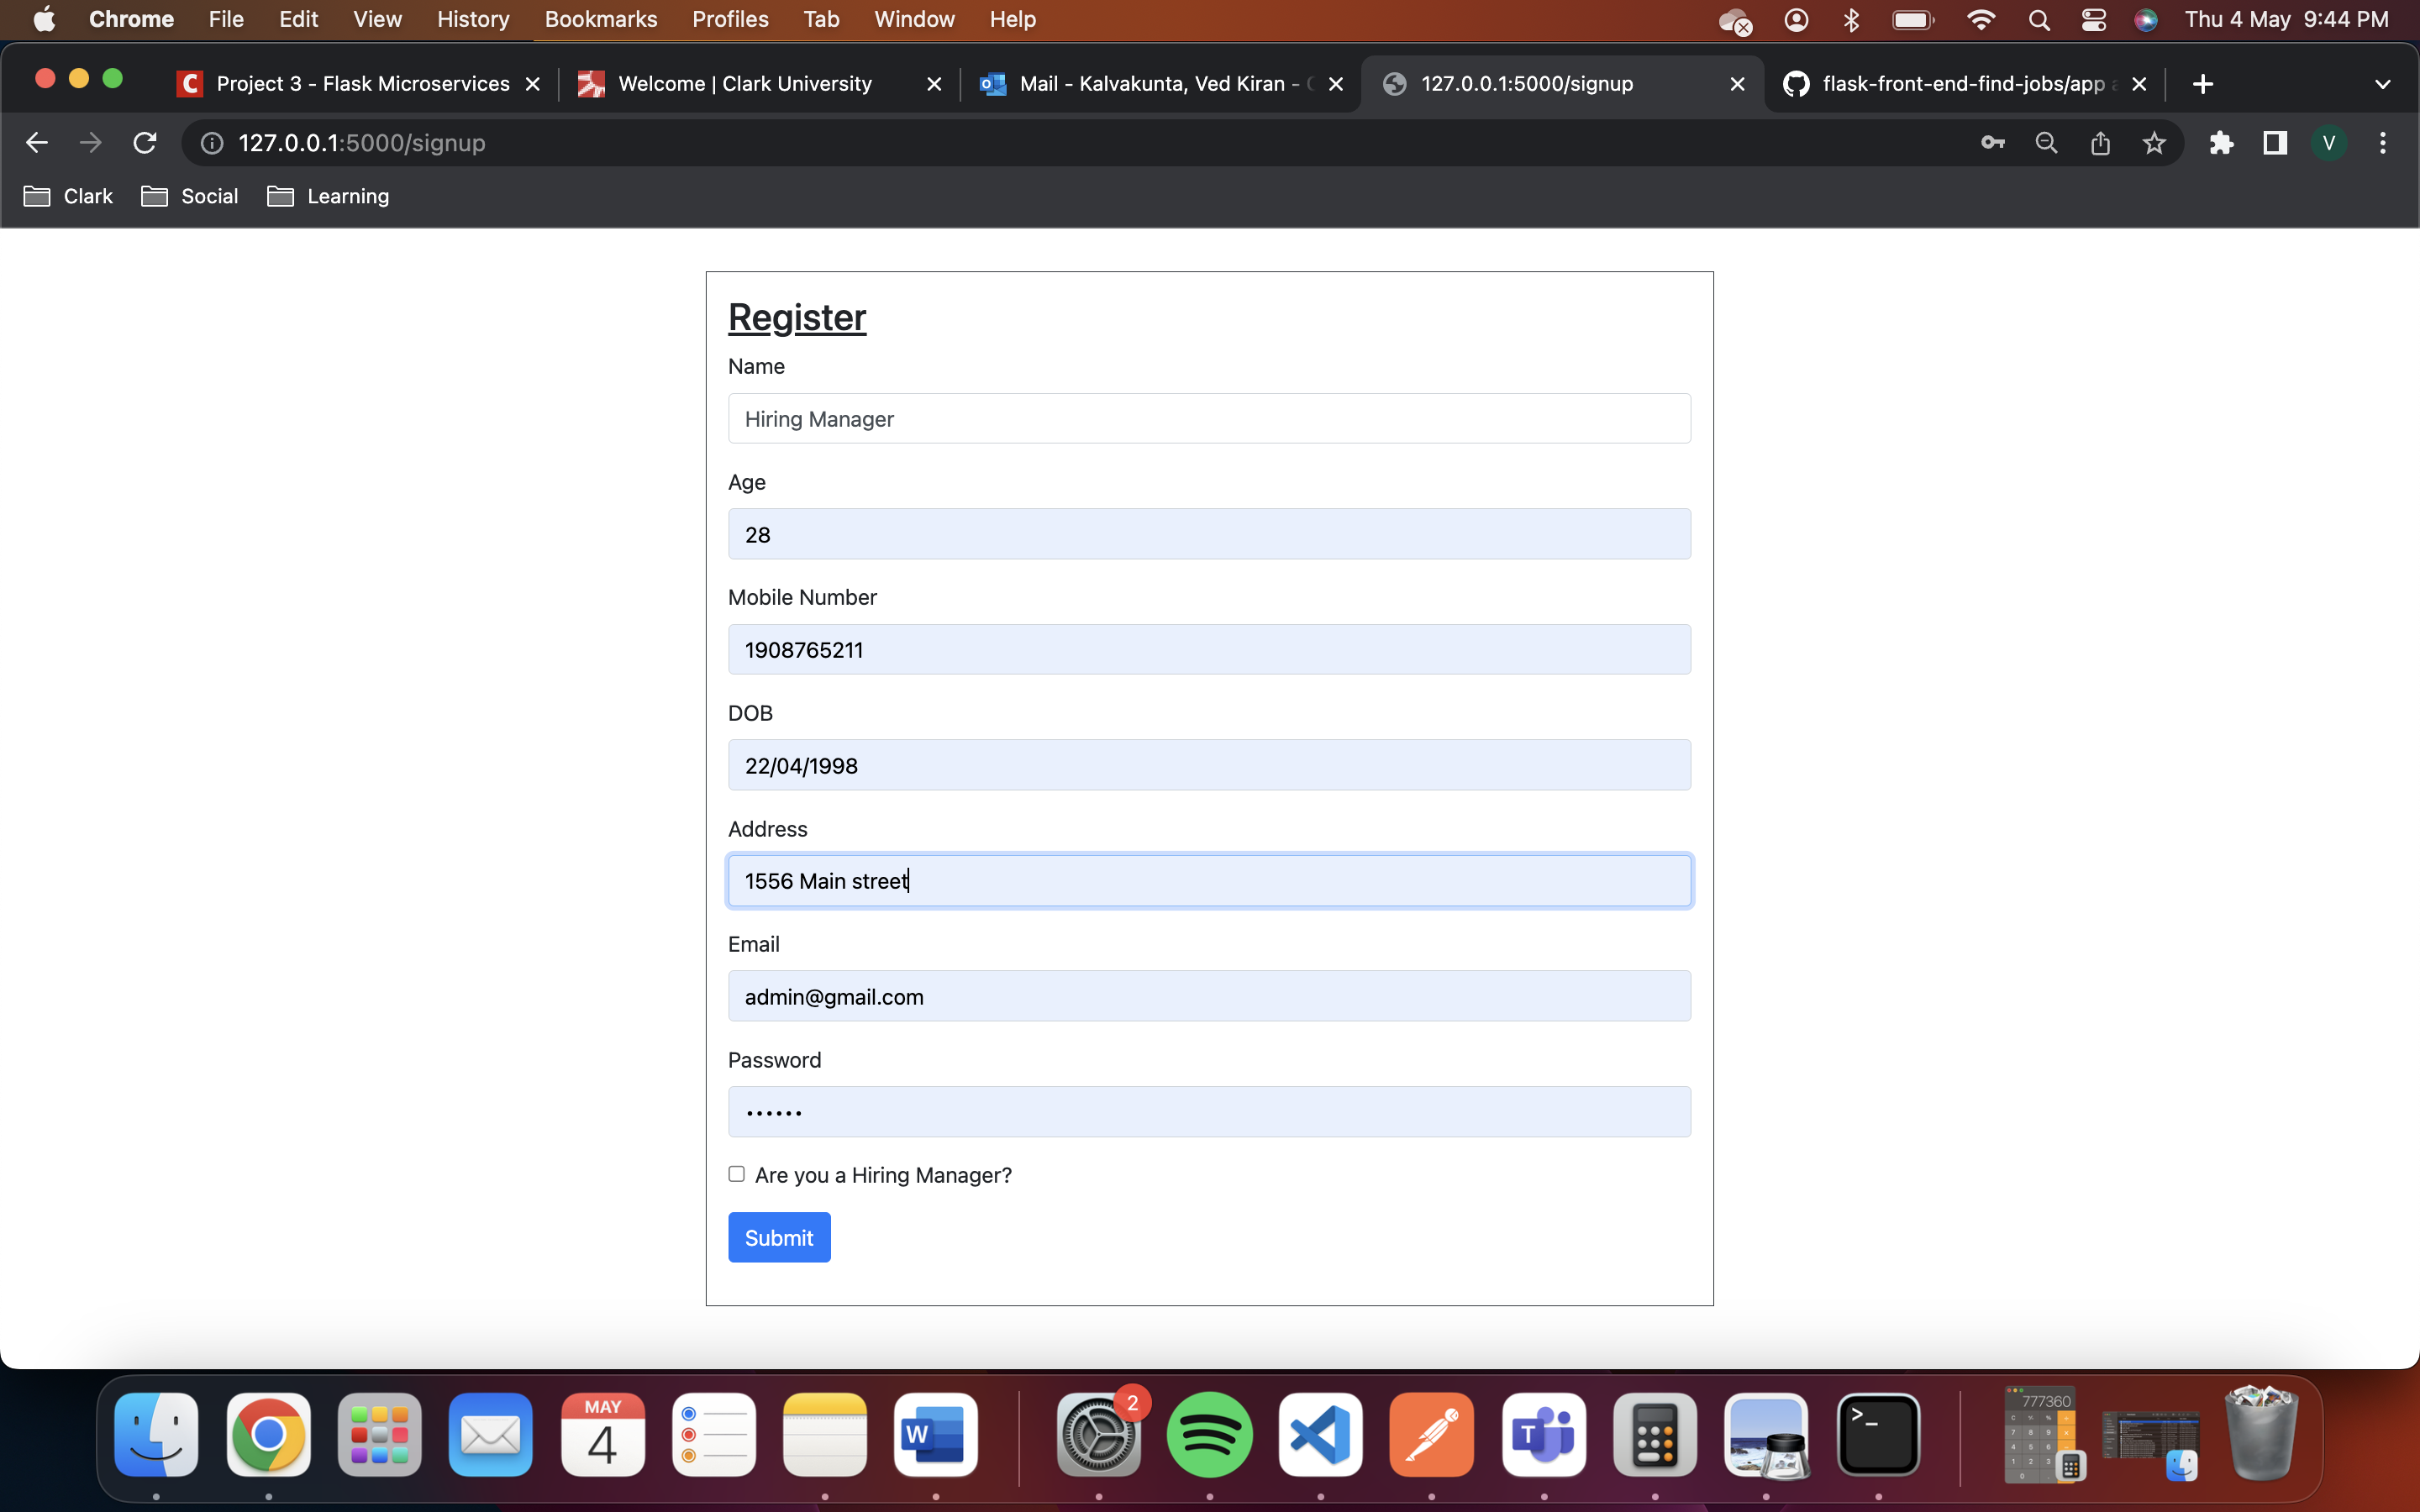 Chrome File Edit View History Bookmarks Profiles Tab Window Help Thu 4 May 9:44 PM
Project 3 - Flask Microservices Welcome | Clark University Mail - Kalvakunta, Ved Kiran - 127.0.0.1:5000/signup flask-front-end-find-jobs/app
127.0.0.1:5000/signup V
Clark Social Learning
Register
Name
Hiring Manager
Age
28
Mobile Number
1908765211
DOB
22/04/1998
Address
1556 Main street
Email
admin@gmail.com
Password
••••••
Are you a Hiring Manager?
Submit
MAY
4
W
2
T
>_
777360